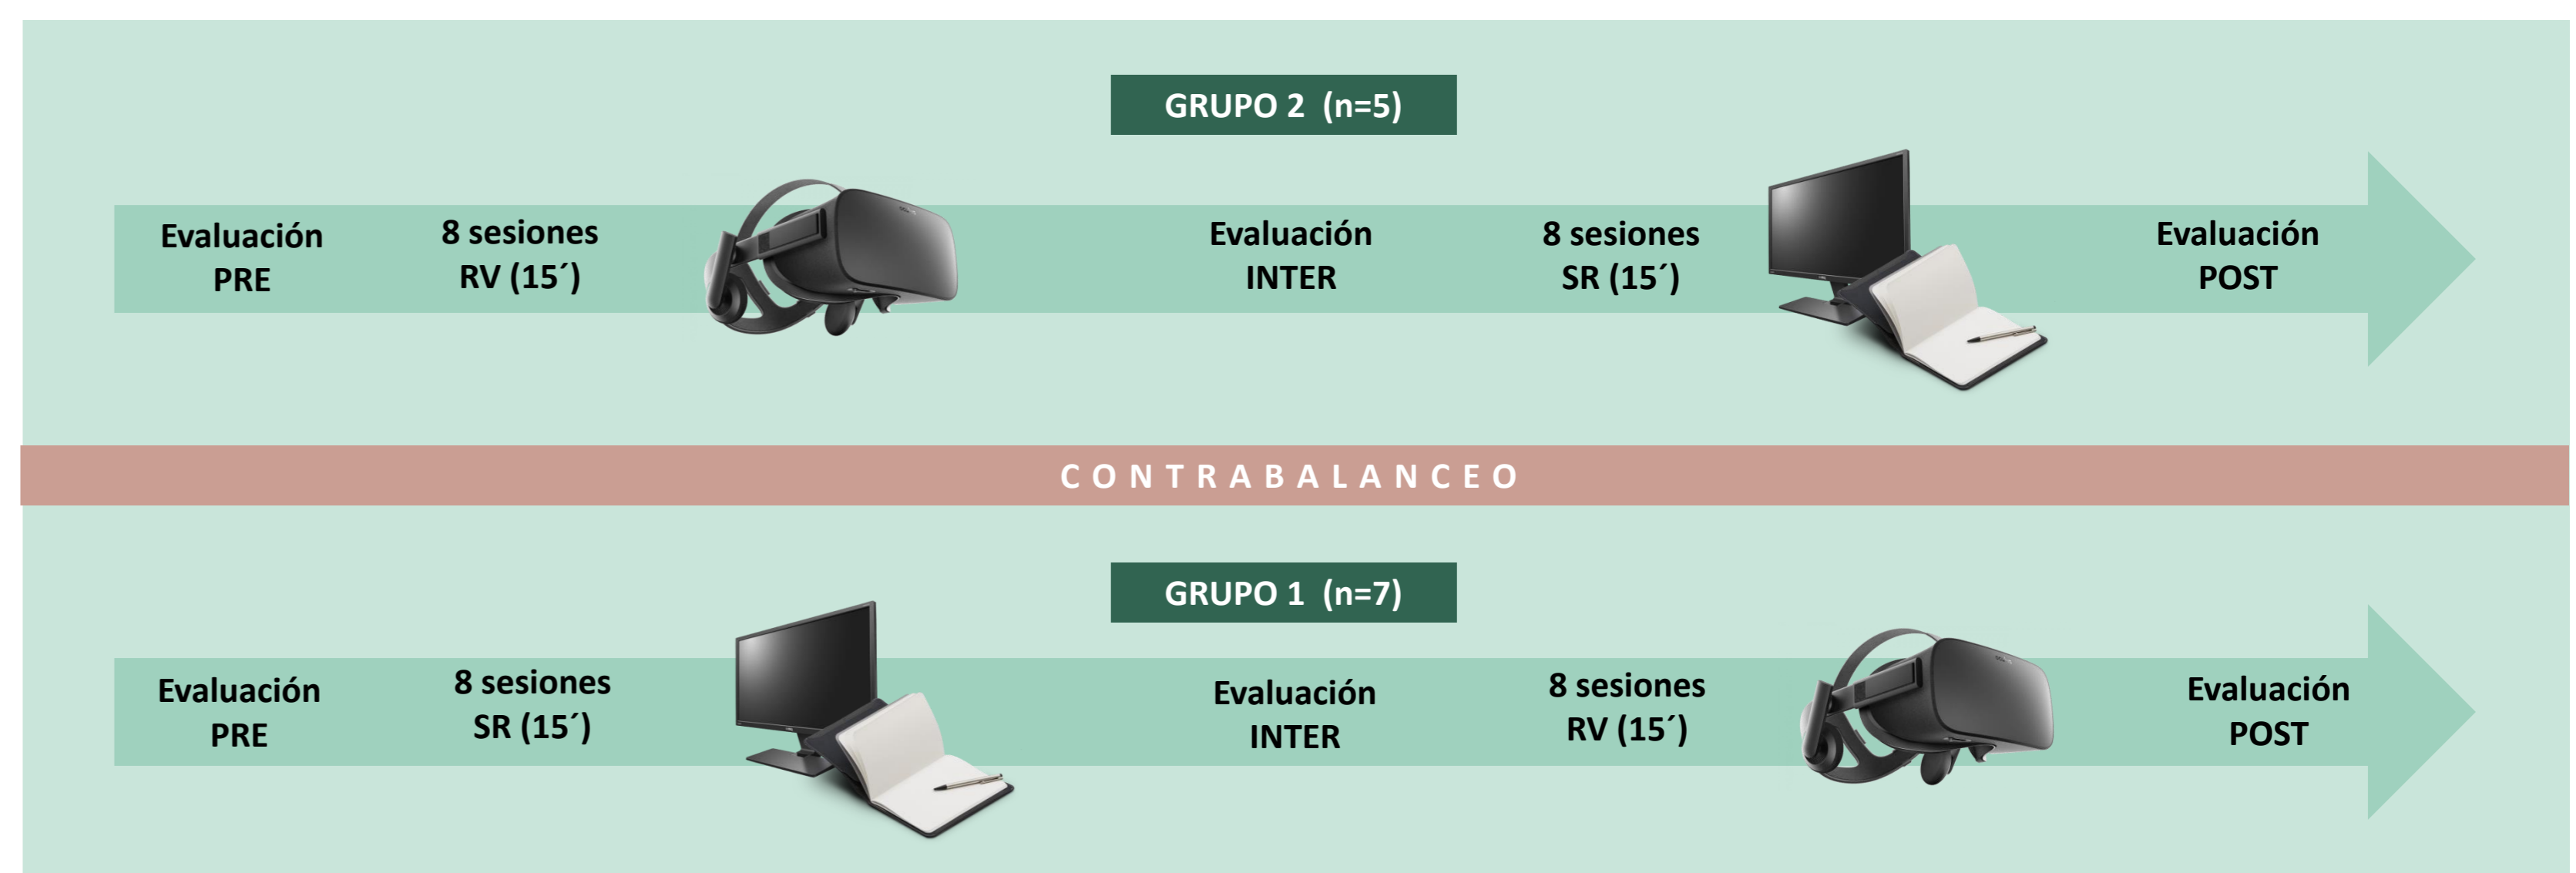 GRUPO 2 (n=5)
Evaluación
PRE
8 sesiones
RV (15´)
Evaluación
INTER
8 sesiones
SR (15´)
Evaluación
POST
CONTRABALANCEO
GRUPO 1 (n=7)
Evaluación
PRE
8 sesiones
SR (15´)
Evaluación
INTER
8 sesiones
RV (15´)
Evaluación
POST